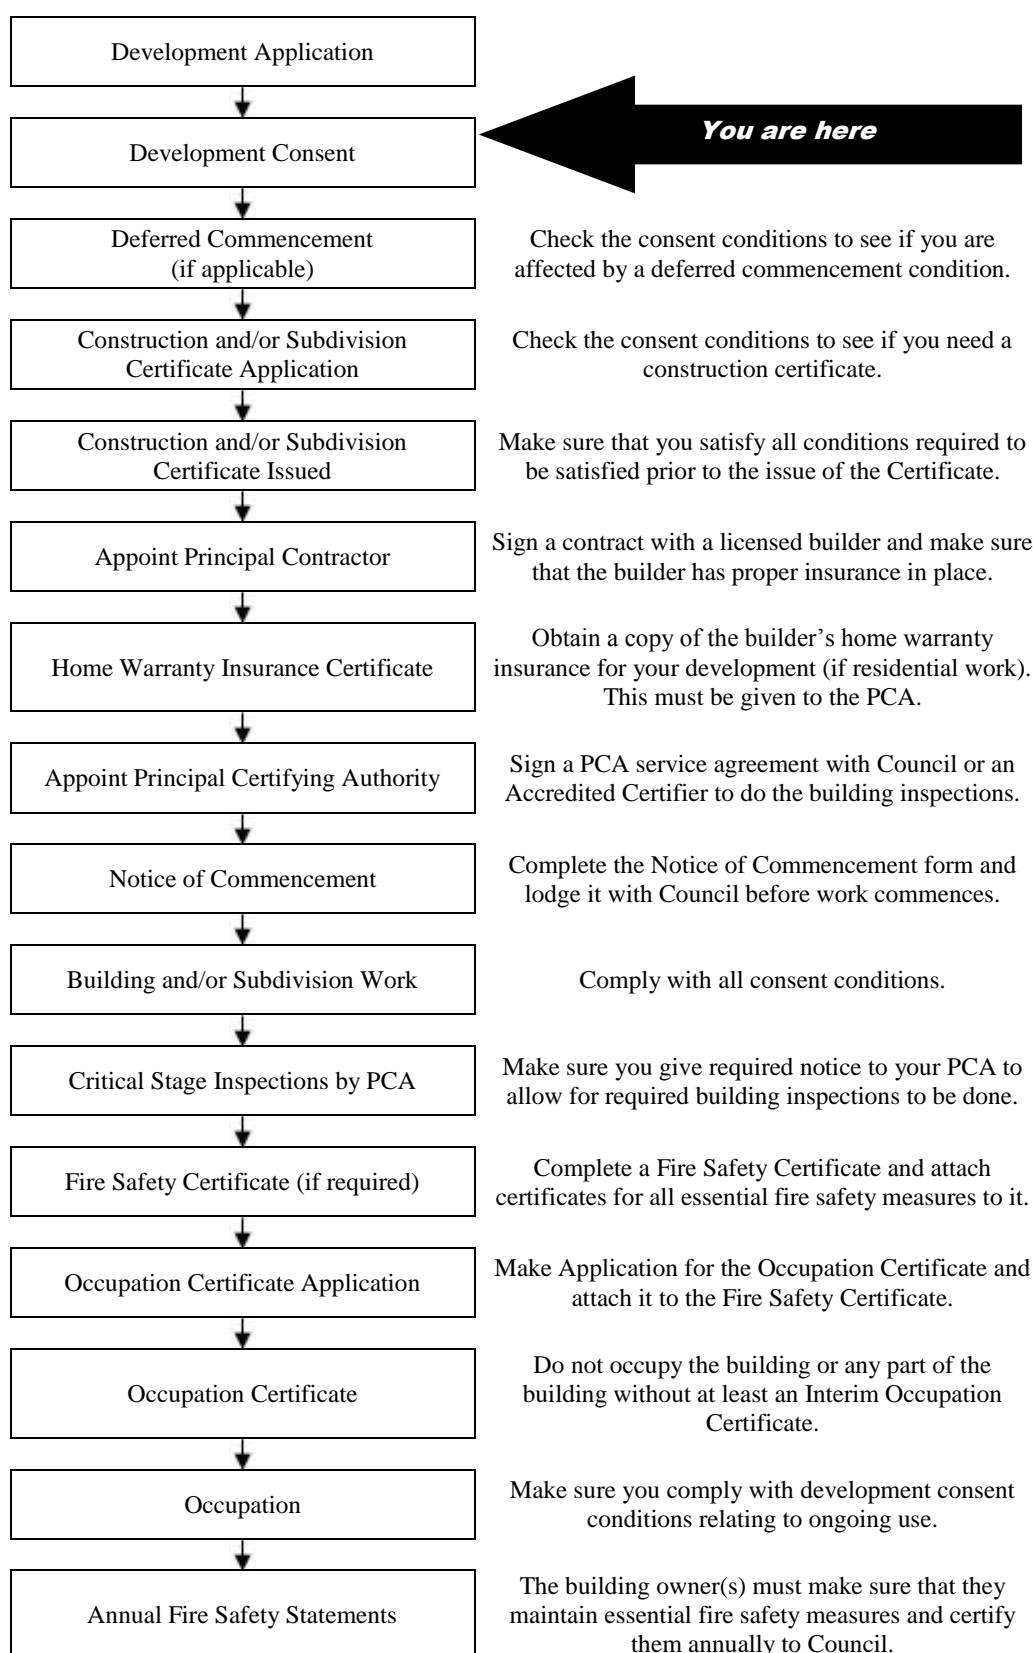 Development Application
You are here
Development Consent
Deferred Commencement
(if applicable)
Check the consent conditions to see if you are
affected by a deferred commencement condition.
Construction and/or Subdivision
Certificate Application
Check the consent conditions to see if you need a
construction certificate.
Construction and/or Subdivision
Certificate Issued
Make sure that you satisfy all conditions required to
be satisfied prior to the issue of the Certificate.
Appoint Principal Contractor
Sign a contract with a licensed builder and make sure
that the builder has proper insurance in place.
Home Warranty Insurance Certificate
Obtain a copy of the builder’s home warranty
insurance for your development (if residential work).
This must be given to the PCA.
Appoint Principal Certifying Authority
Sign a PCA service agreement with Council or an
Accredited Certifier to do the building inspections.
Notice of Commencement
Complete the Notice of Commencement form and
lodge it with Council before work commences.
Building and/or Subdivision Work
Comply with all consent conditions.
Critical Stage Inspections by PCA
Make sure you give required notice to your PCA to
allow for required building inspections to be done.
Fire Safety Certificate (if required)
Complete a Fire Safety Certificate and attach
certificates for all essential fire safety measures to it.
Occupation Certificate Application
Make Application for the Occupation Certificate and
attach it to the Fire Safety Certificate.
Occupation Certificate
Do not occupy the building or any part of the
building without at least an Interim Occupation
Certificate.
Occupation
Make sure you comply with development consent
conditions relating to ongoing use.
Annual Fire Safety Statements
The building owner(s) must make sure that they
maintain essential fire safety measures and certify
them annually to Council.